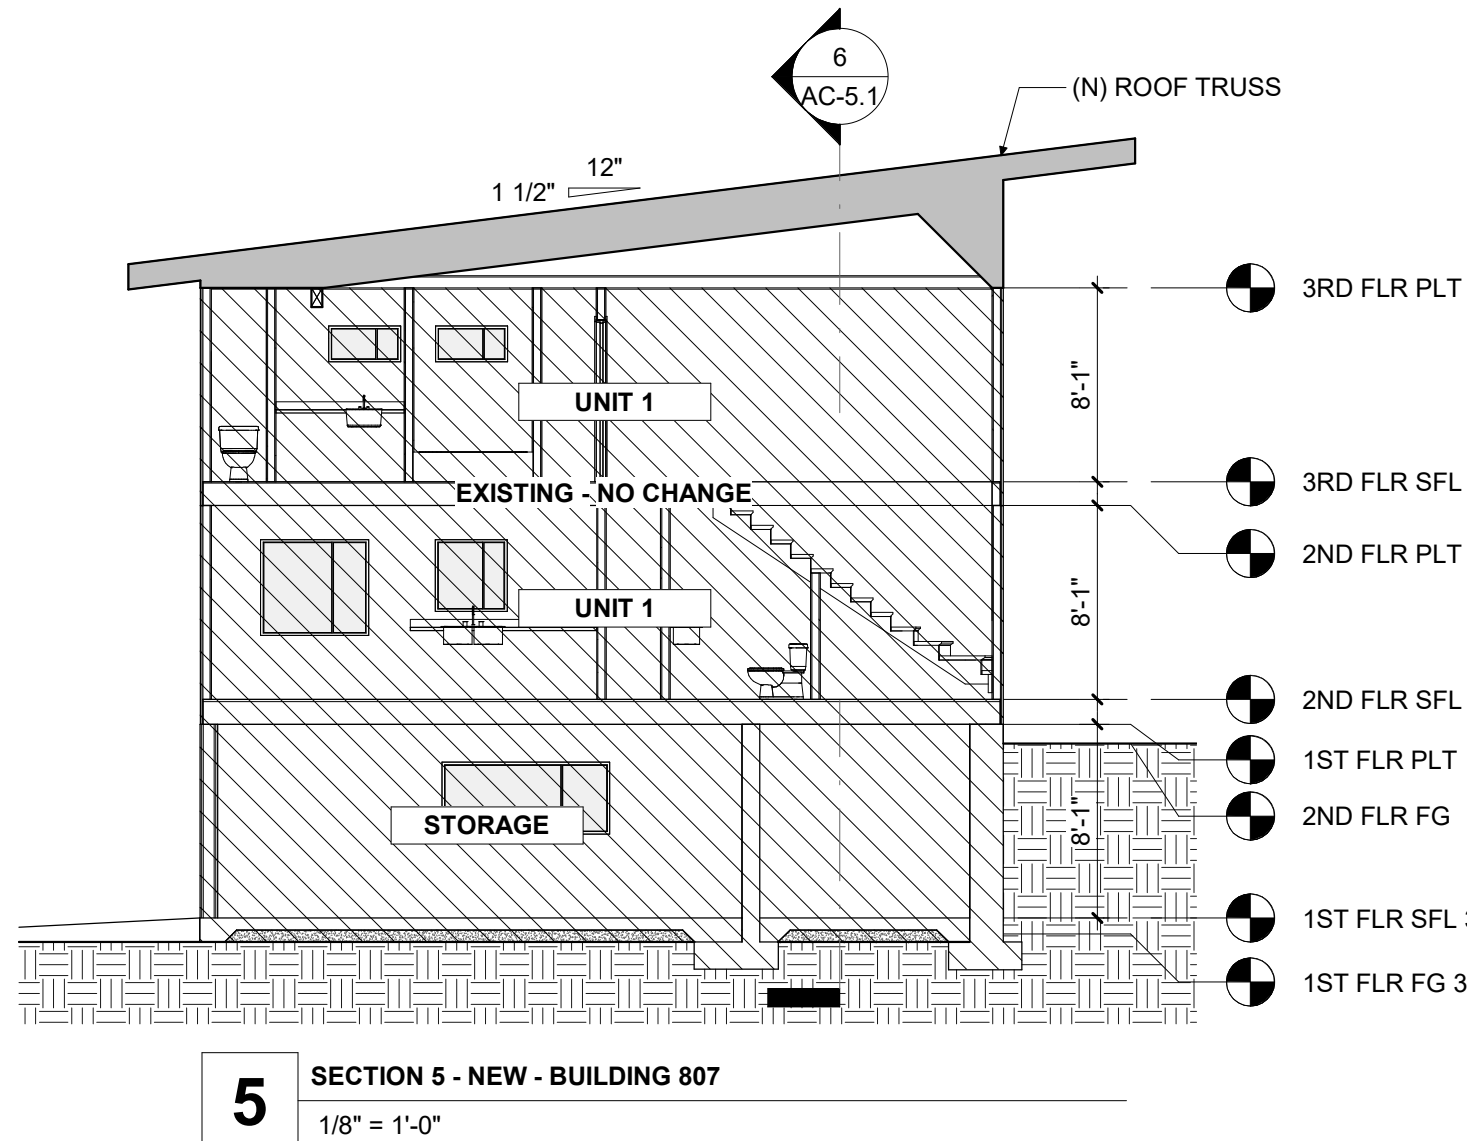 6
AC-5.1
(N) ROOF TRUSS
12"
1 1/2"
3RD FLR PLT
8'-1"
UNIT 1
3RD FLR SFL
EXISTING - NO CHANGE
2ND FLR PLT
8'-1"
UNIT 1
2ND FLR SFL
1ST FLR PLT
2ND FLR FG
8'-1"
STORAGE
1ST FLR SFL
1ST FLR FG 3
5
SECTION 5 - NEW - BUILDING 807
1/8" = 1'-0"